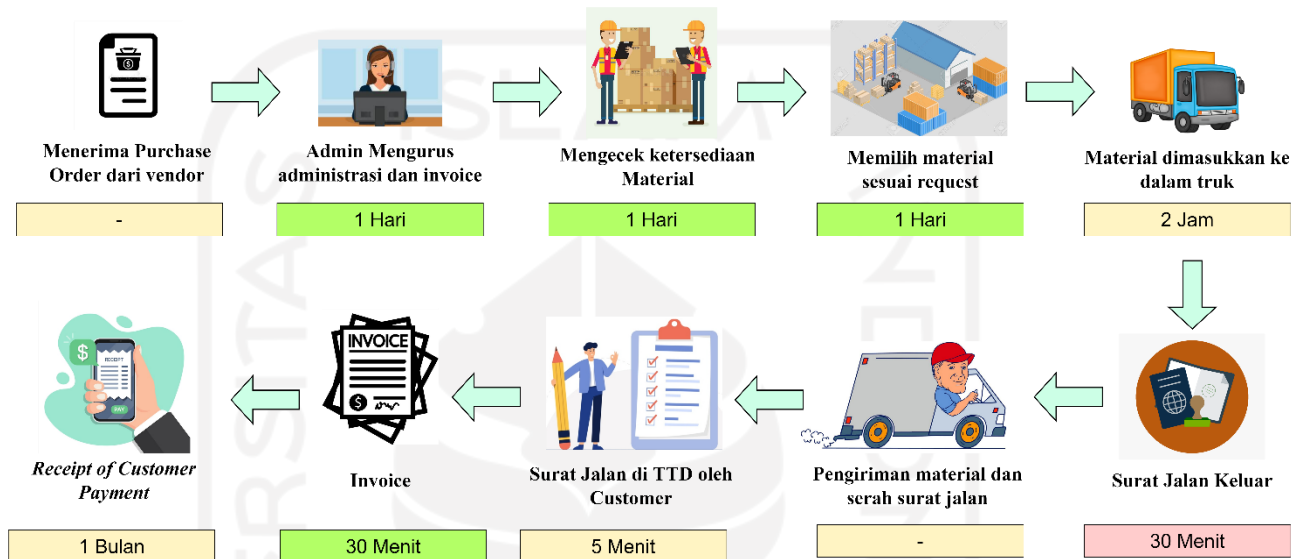 Menerima Purchase
Order dari vendor
-
Admin Mengurus
administrasi dan invoice
1 Hari
Mengecek ketersediaan
Material
1 Hari
Memilih material
sesuai request
1 Hari
Material dimasukkan ke
dalam truk
2 Jam
Surat Jalan Keluar
30 Menit
Pengiriman material dan
serah surat jalan
-
Surat Jalan di TTD oleh
Customer
5 Menit
INVOICE
Invoice
30 Menit
RECEIPT
PAY
Receipt of Customer
Payment
1 Bulan
ISLAM